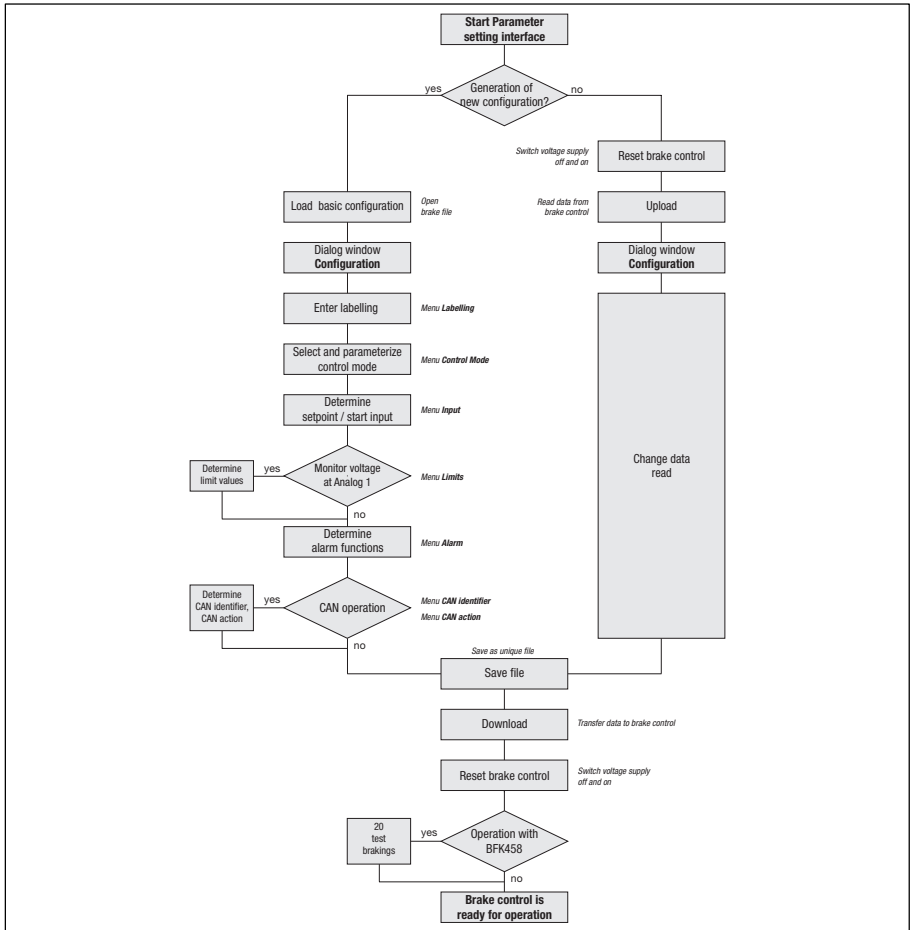 Start Parameter
setting interface
Generation of
new configuration?
yes
no
Switch voltage supply
off and on
Reset brake control
Load basic configuration
Open
brake file
Read data from
brake control
Upload
Dialog window
Configuration
Dialog window
Configuration
Enter labelling
Menu Labelling
Select and parameterize
control mode
Menu Control Mode
Determine
setpoint / start input
Menu Input
Change data
read
Determine
limit values
yes
Monitor voltage
at Analog 1
Menu Limits
no
Determine
alarm functions
Menu Alarm
Determine
CAN identifier,
CAN action
yes
CAN operation
Menu CAN identifier
Menu CAN action
no
Save as unique file
Save file
Download
Transfer data to brake control
Reset brake control
Switch voltage supply
off and on
20
test
brakings
yes
Operation with
BFK458
no
Brake control is
ready for operation